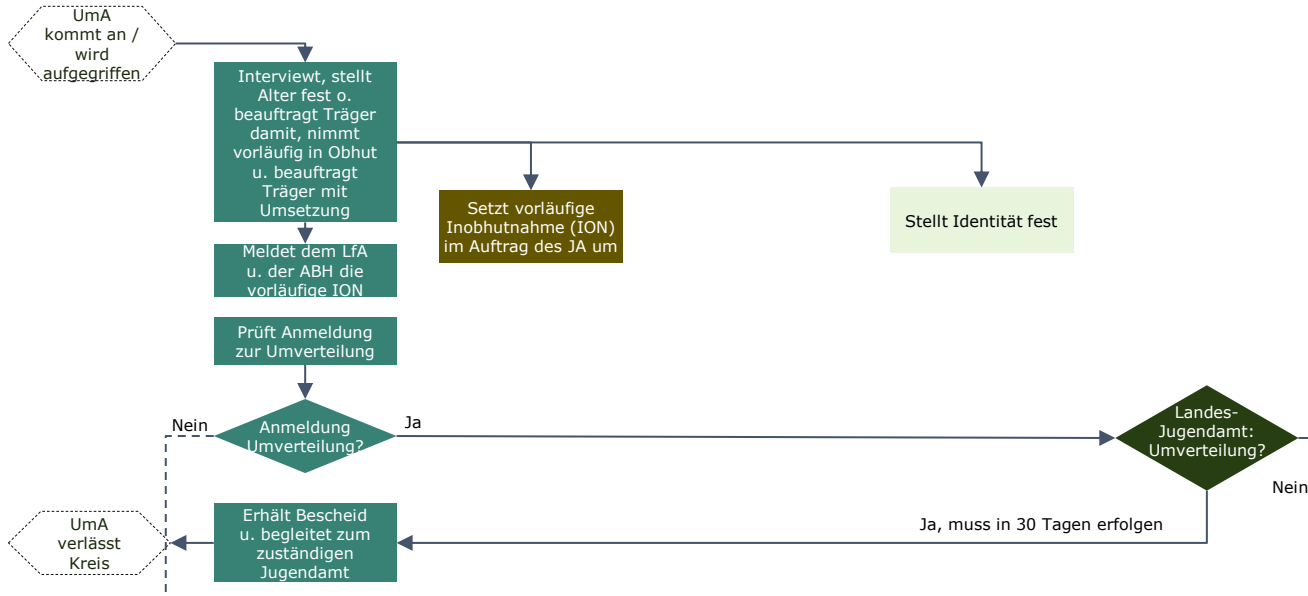 UmA
kommt an /
wird
aufgegriffen
Interviewt, stellt
Alter fest o.
beauftragt Träger
damit, nimmt
vorläufig in Obhut
u. beauftragt
Träger mit
Umsetzung
Setzt vorläufige
Inobhutnahme (ION)
im Auftrag des JA um
Stellt Identität fest
Meldet dem LfA
u. der ABH die
vorläufige ION
Prüft Anmeldung
zur Umverteilung
Nein
Anmeldung
Umverteilung?
Ja
Landes-
Jugendamt:
Umverteilung?
Nein
UmA
verlässt
Kreis
Erhält Bescheid
u. begleitet zum
zuständigen
Jugendamt
Ja, muss in 30 Tagen erfolgen